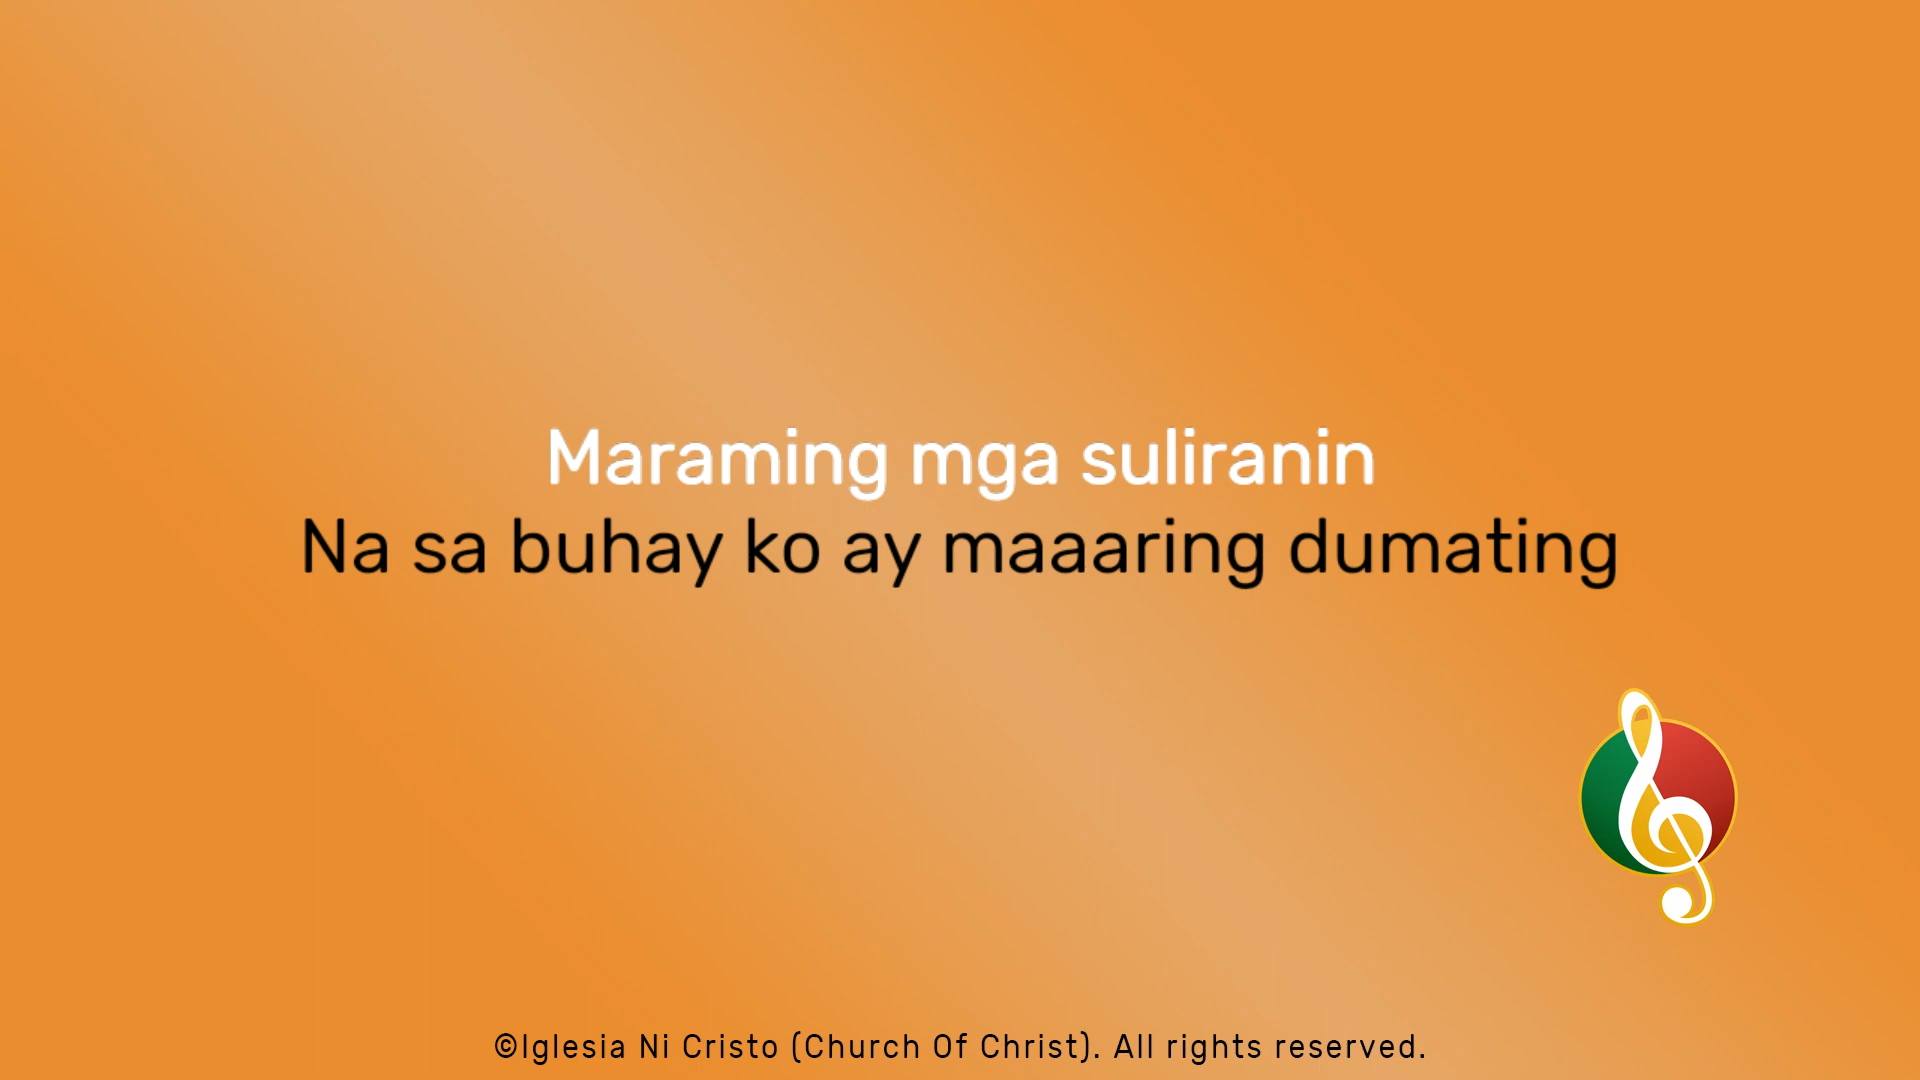 Maraming mga suliranin
Na sa buhay ko ay maaaring dumating
©Iglesia Ni Cristo (Church Of Christ). All rights reserved.